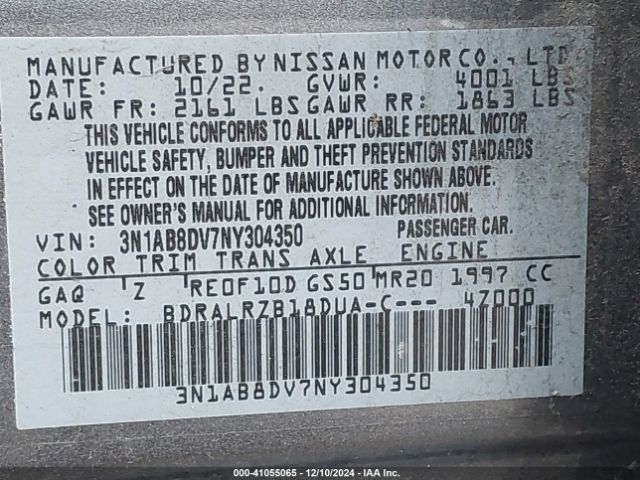 MANUFACTURED BY NISSAN MOTOR CO., LTD
DATE: 10/22. GVWR: 4001 LBS
GAWR FR: 2161 LBS GAWR RR: 1863 LBS
THIS VEHICLE CONFORMS TO ALL APPLICABLE FEDERAL MOTOR
VEHICLE SAFETY, BUMPER AND THEFT PREVENTION STANDARDS
IN EFFECT ON THE DATE OF MANUFACTURE SHOWN ABOVE.
SEE OWNER'S MANUAL FOR ADDITIONAL INFORMATION.
VIN: 3N1AB8DV7NY304350 PASSENGER CAR.
COLOR TRIM TRANS AXLE ENGINE
GAQ Z RE0F10D GS50 MR20 1997 CC
MODEL: BDRALRZB18DUA-C--- 4Z000
3N1AB8DV7NY304350
000-41055065 - 12/10/2024 - IAA Inc.